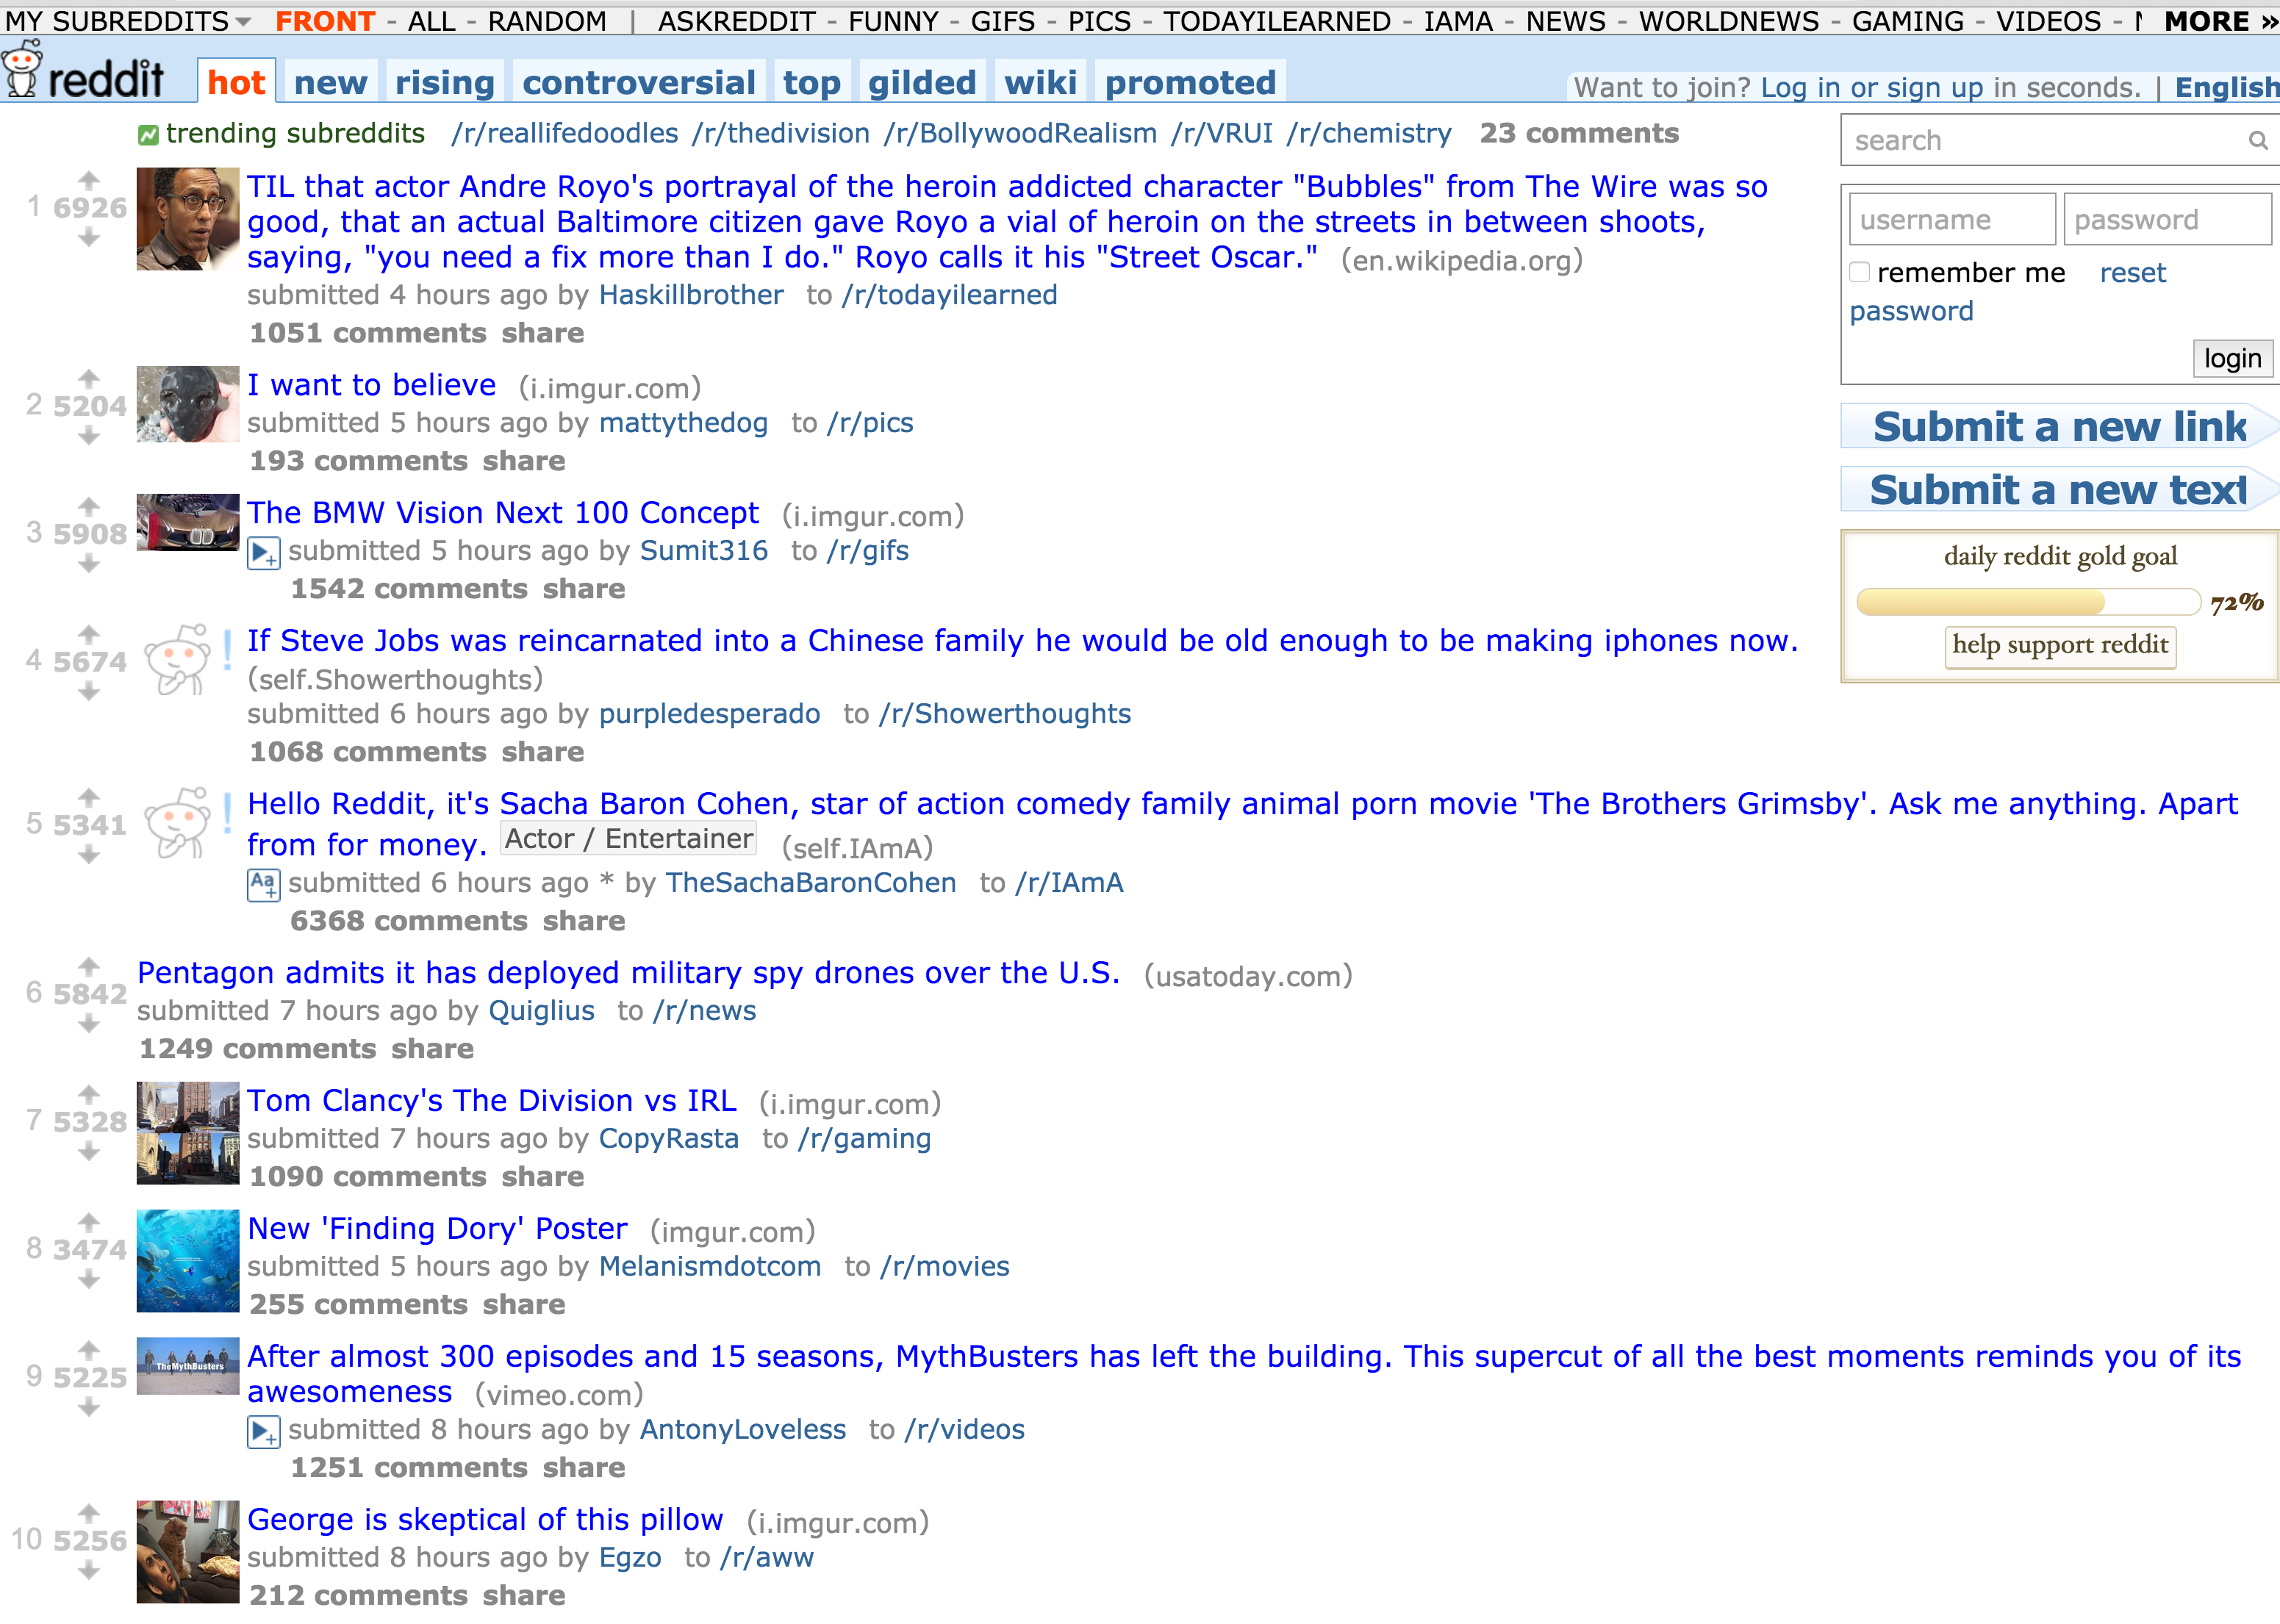 MY SUBREDDITS FRONT - ALL - RANDOM | ASKREDDIT - FUNNY - GIFS - PICS - TODAYILEARNED - IAMA - NEWS - WORLDNEWS - GAMING - VIDEOS - MORE »
reddit hot new rising controversial top gilded wiki promoted
Want to join? Log in or sign up in seconds. | English
trending subreddits /r/reallifedoodles /r/thedivision /r/BollywoodRealism /r/VRUI /r/chemistry 23 comments
1 6926
TIL that actor Andre Royo's portrayal of the heroin addicted character "Bubbles" from The Wire was so
good, that an actual Baltimore citizen gave Royo a vial of heroin on the streets in between shoots,
saying, "you need a fix more than I do." Royo calls it his "Street Oscar." (en.wikipedia.org)
submitted 4 hours ago by Haskillbrother to /r/todayilearned
1051 comments share
2 5204
I want to believe (i.imgur.com)
submitted 5 hours ago by mattythedog to /r/pics
193 comments share
3 5908
The BMW Vision Next 100 Concept (i.imgur.com)
submitted 5 hours ago by Sumit316 to /r/gifs
1542 comments share
4 5674
If Steve Jobs was reincarnated into a Chinese family he would be old enough to be making iphones now.
(self.Showerthoughts)
submitted 6 hours ago by purpledesperado to /r/Showerthoughts
1068 comments share
5 5341
Hello Reddit, it's Sacha Baron Cohen, star of action comedy family animal porn movie 'The Brothers Grimsby'. Ask me anything. Apart
from for money. Actor / Entertainer (self.IAmA)
Aa+ submitted 6 hours ago * by TheSachaBaronCohen to /r/IAmA
6368 comments share
6 5842
Pentagon admits it has deployed military spy drones over the U.S. (usatoday.com)
submitted 7 hours ago by Quiglius to /r/news
1249 comments share
7 5328
Tom Clancy's The Division vs IRL (i.imgur.com)
submitted 7 hours ago by CopyRasta to /r/gaming
1090 comments share
8 3474
New 'Finding Dory' Poster (imgur.com)
submitted 5 hours ago by Melanismdotcom to /r/movies
255 comments share
9 5225
TheMythBusters
After almost 300 episodes and 15 seasons, MythBusters has left the building. This supercut of all the best moments reminds you of its
awesomeness (vimeo.com)
submitted 8 hours ago by AntonyLoveless to /r/videos
1251 comments share
10 5256
George is skeptical of this pillow (i.imgur.com)
submitted 8 hours ago by Egzo to /r/aww
212 comments share
search
username password
remember me reset
password
login
Submit a new link
Submit a new text
daily reddit gold goal
72%
help support reddit